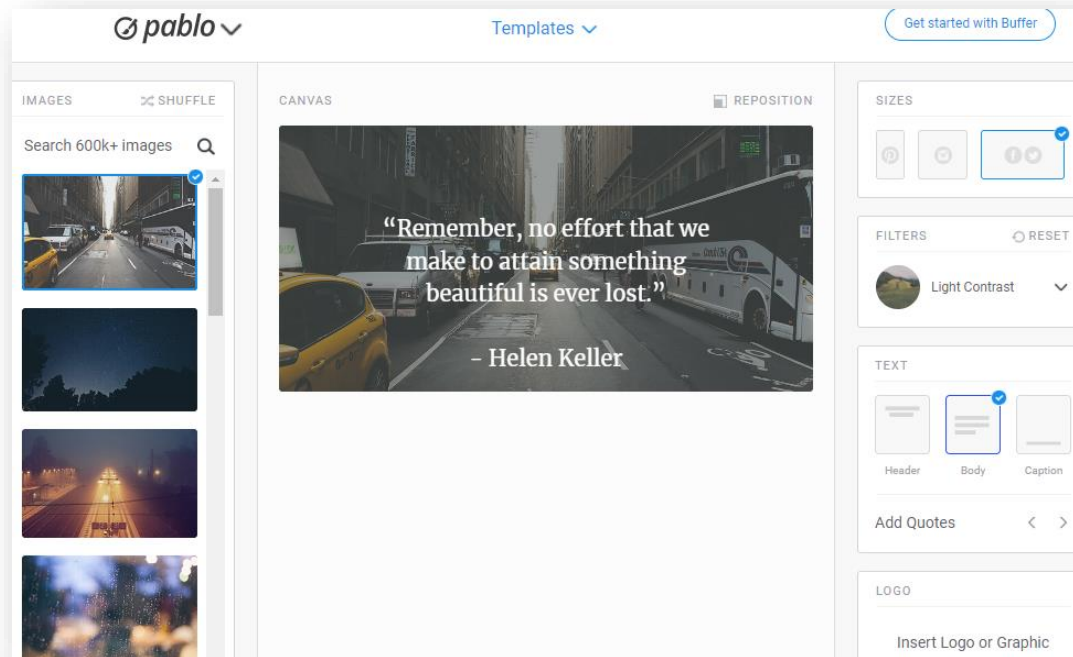 pablo
Templates
Get started with Buffer
IMAGES
SHUFFLE
Search 600k+ images
CANVAS
REPOSITION
“Remember, no effort that we
make to attain something
beautiful is ever lost.”
- Helen Keller
SIZES
FILTERS
RESET
Light Contrast
TEXT
Header
Body
Caption
Add Quotes
LOGO
Insert Logo or Graphic